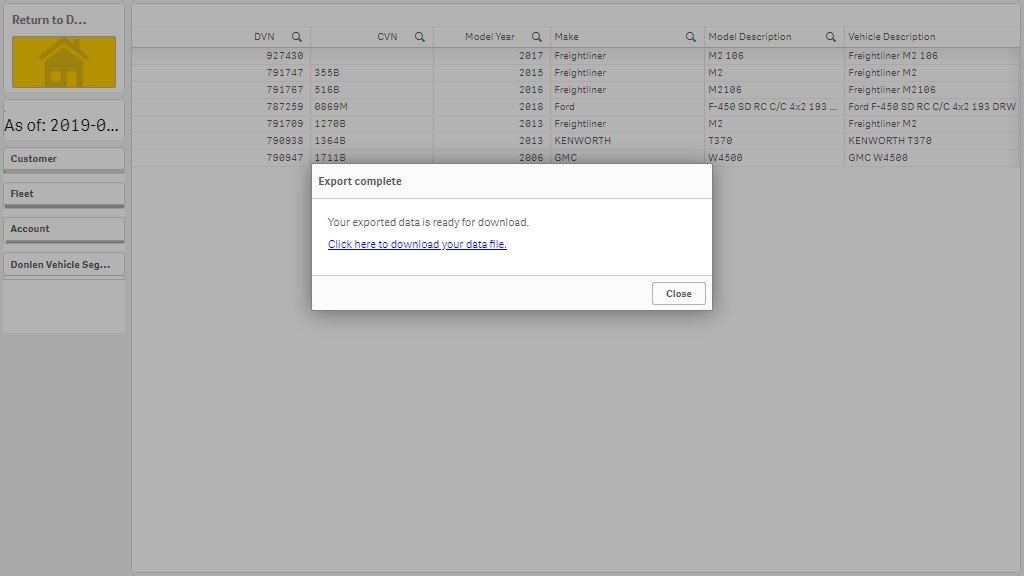 Return to D...
As of: 2019-0...
Customer
Fleet
Account
Donlen Vehicle Seg...
DVN CVN Model Year Make Model Description Vehicle Description
927430 2017 Freightliner M2 106 Freightliner M2 106
791747 355B 2015 Freightliner M2 Freightliner M2
791767 516B 2016 Freightliner M2106 Freightliner M2106
787259 0869M 2018 Ford F-450 SD RC C/C 4x2 193 ... Ford F-450 SD RC C/C 4x2 193 DRW
791709 1270B 2013 Freightliner M2 Freightliner M2
790938 1364B 2013 KENWORTH T370 KENWORTH T370
790947 1711B 2006 GMC W4500 GMC W4500
Export complete
Your exported data is ready for download.
Click here to download your data file.
Close